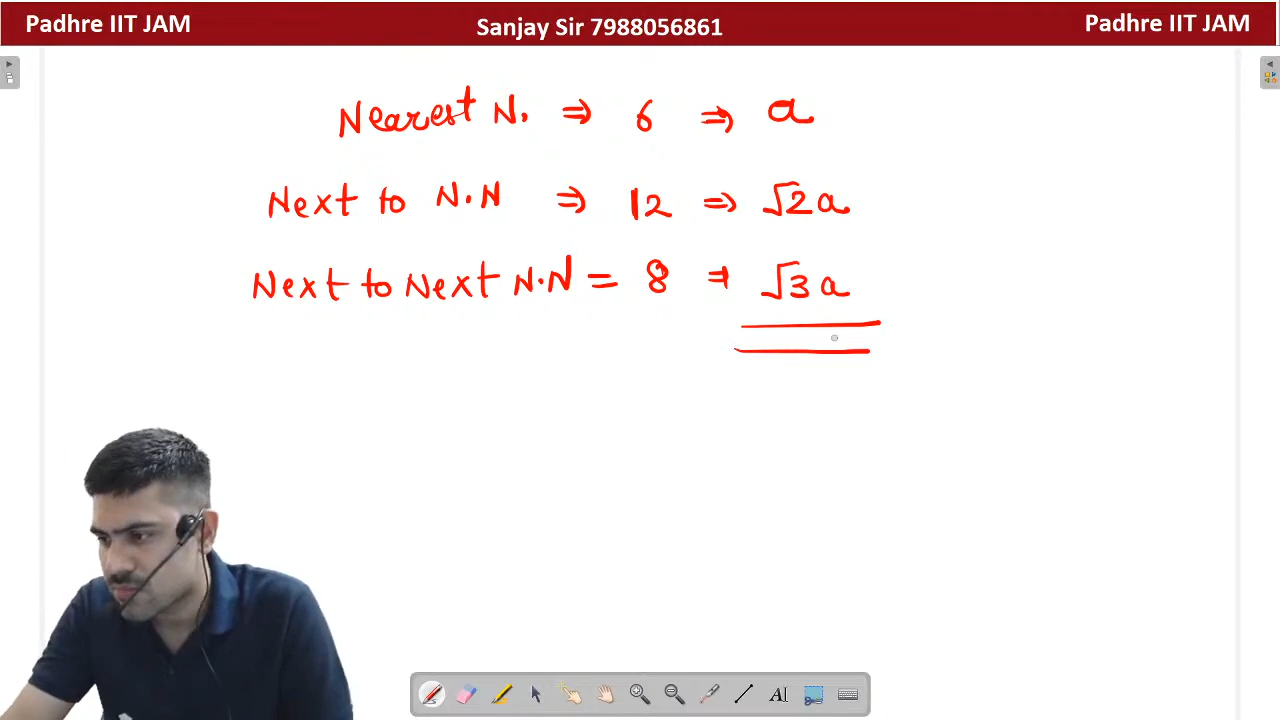 Padhre IIT JAM Sanjay Sir 7988056861 Padhre IIT JAM
Nearest N. ⇒ 6 ⇒ a
Next to N.N ⇒ 12 ⇒ √2a
Next to Next N.N = 8 ⇒ √3a
AI